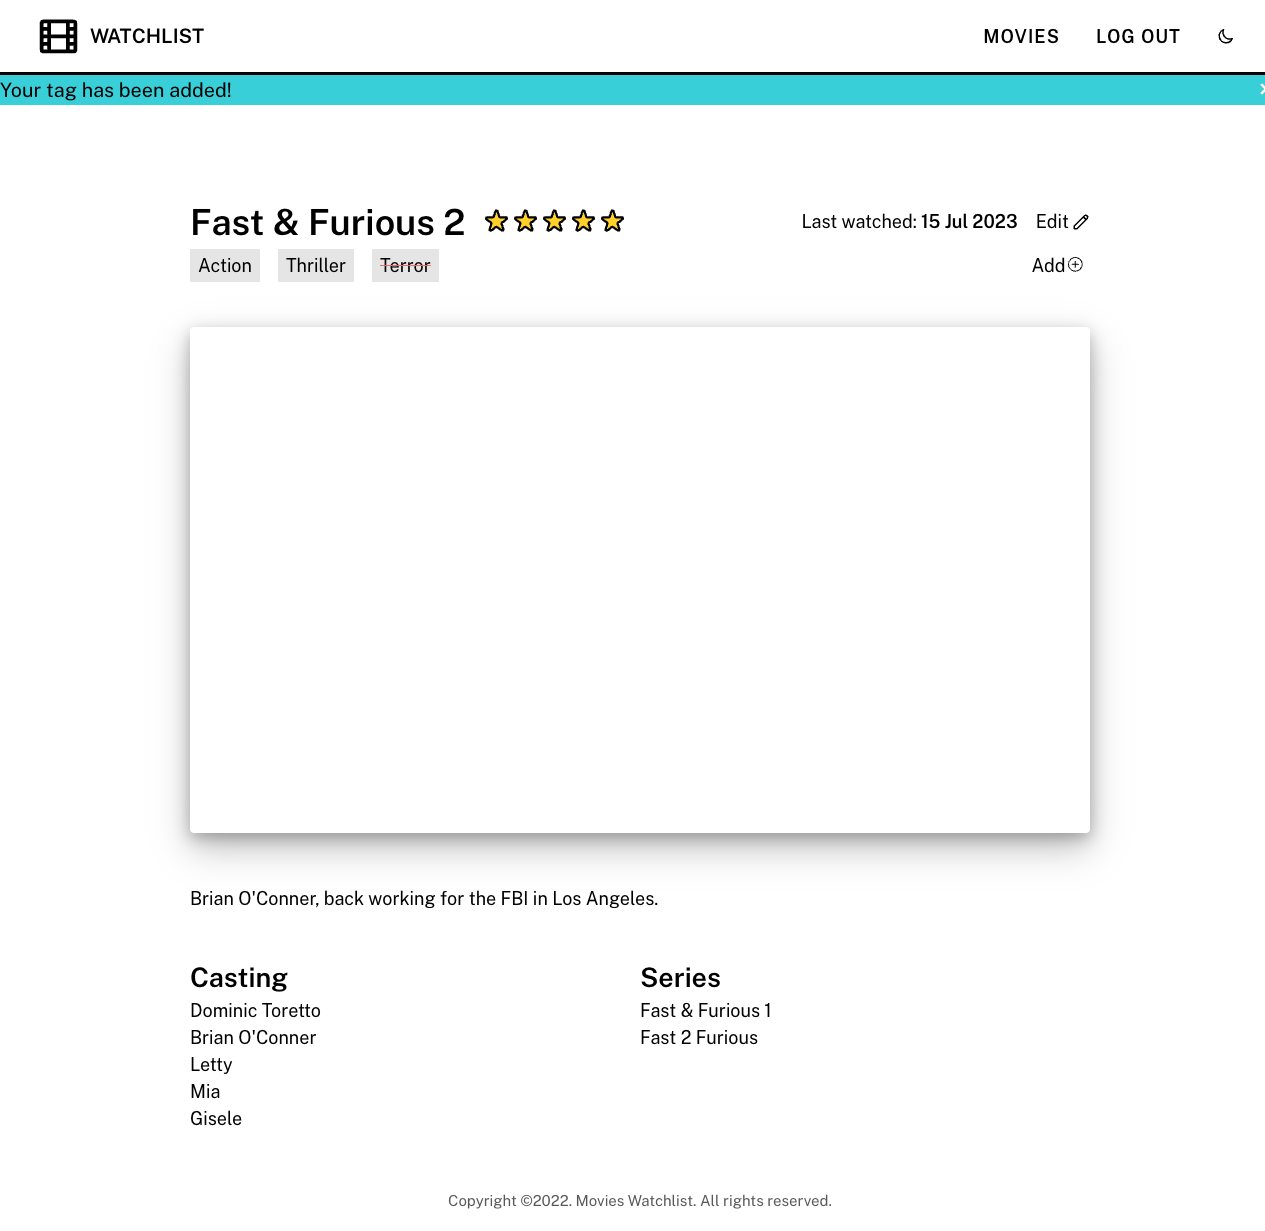 WATCHLIST MOVIES LOG OUT
Your tag has been added! ×
Fast & Furious 2 Last watched: 15 Jul 2023 Edit
Action Thriller Terror Add
Brian O'Conner, back working for the FBI in Los Angeles.
Casting Series
Dominic Toretto Fast & Furious 1
Brian O'Conner Fast 2 Furious
Letty
Mia
Gisele
Copyright ©2022. Movies Watchlist. All rights reserved.